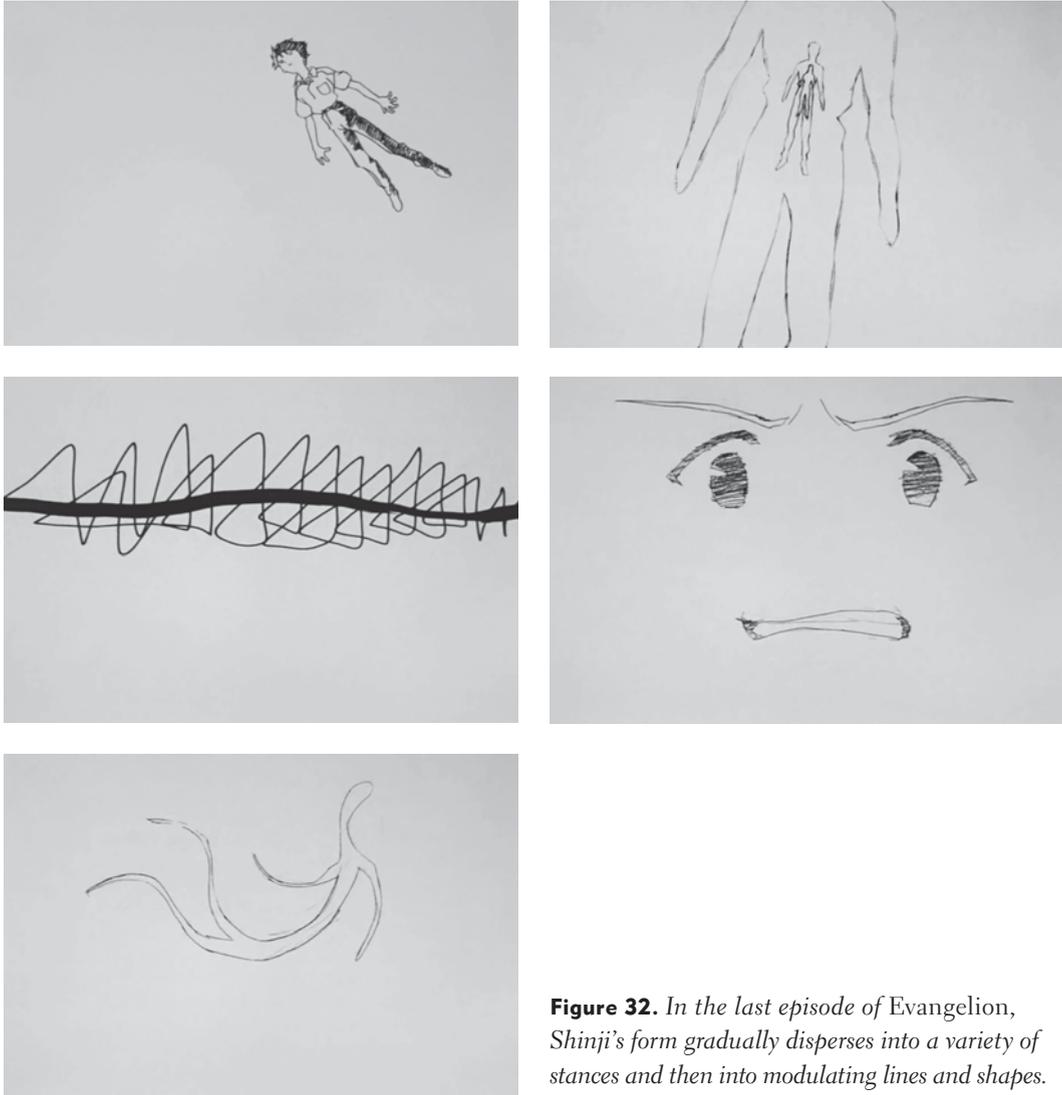 Figure 32. In the last episode of Evangelion,
Shinji's form gradually disperses into a variety of
stances and then into modulating lines and shapes.